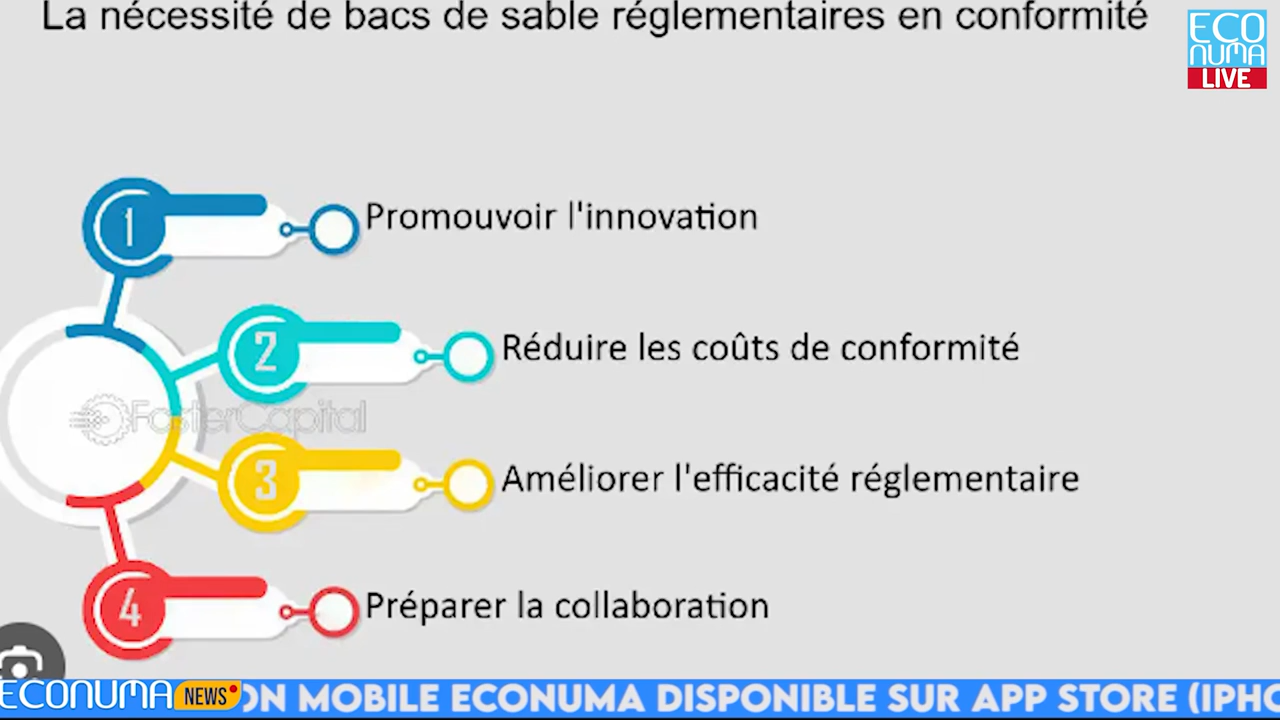 La nécessité de bacs de sable réglementaires en conformité
ECO
NUMA
LIVE
1
Promouvoir l'innovation
2
Réduire les coûts de conformité
FasterCapital
3
Améliorer l'efficacité réglementaire
4
Préparer la collaboration
ECONUMA NEWS ON MOBILE ECONUMA DISPONIBLE SUR APP STORE (IPHO